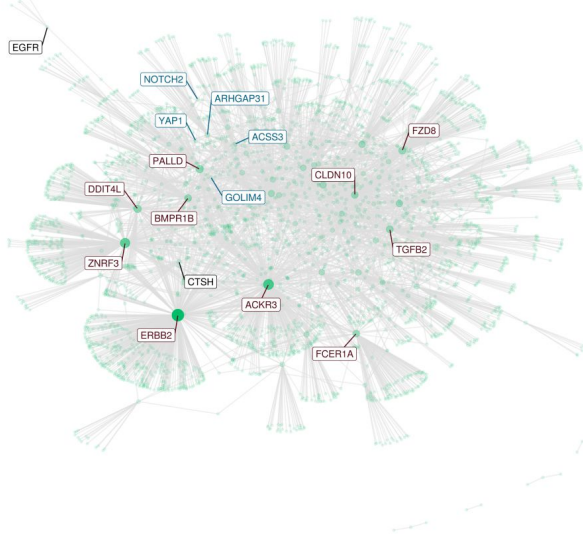 EGFR
NOTCH2
ARHGAP31
YAP1
ACSS3
FZD8
PALLD
CLDN10
DDIT4L
GOLIM4
BMPR1B
TGFB2
ZNRF3
CTSH
ACKR3
ERBB2
FCER1A